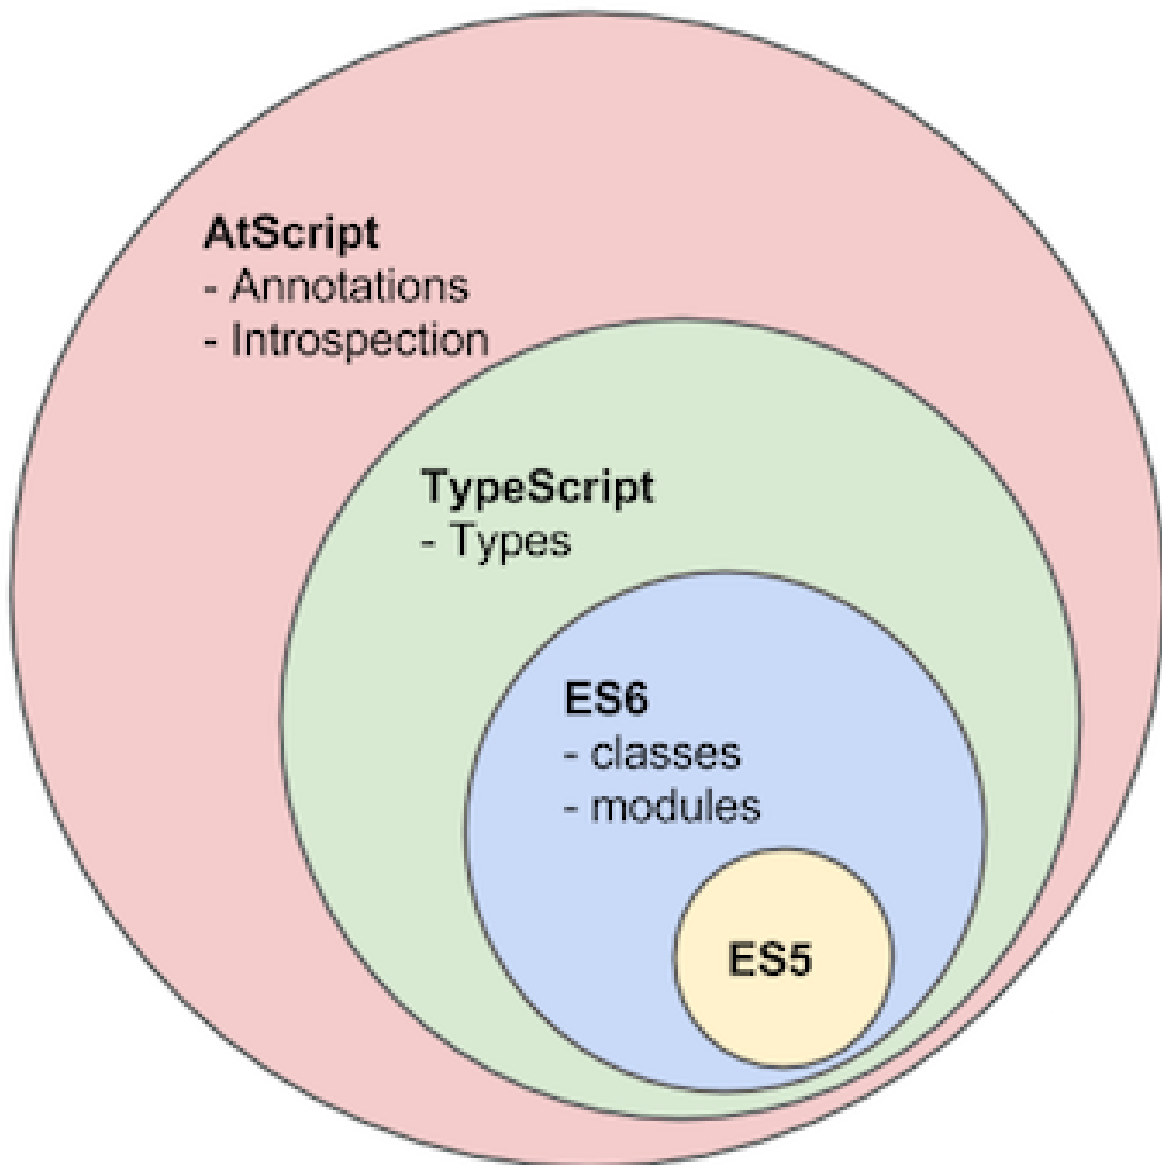 AtScript
- Annotations
- Introspection
TypeScript
- Types
ES6
- classes
- modules
ES5